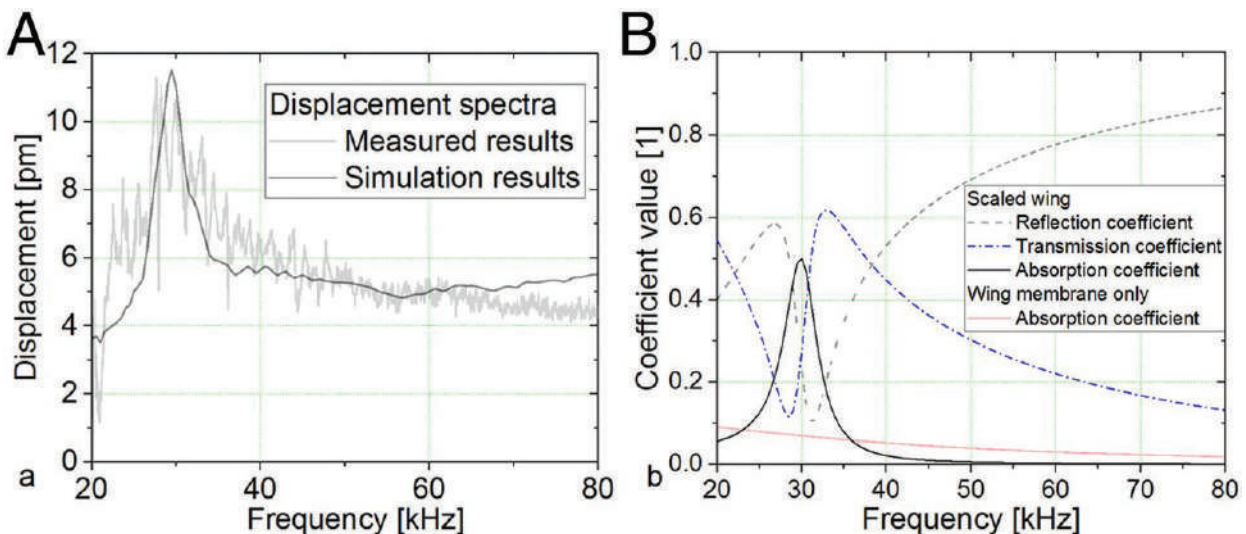 A
B
12
10
8
6
4
2
0
Displacement [pm]
Displacement spectra
Measured results
Simulation results
20
40
60
80
Frequency [kHz]
a
1.0
0.8
0.6
0.4
0.2
0.0
Coefficient value [1]
Scaled wing
Reflection coefficient
Transmission coefficient
Absorption coefficient
Wing membrane only
Absorption coefficient
20
30
40
50
60
70
80
Frequency [kHz]
b